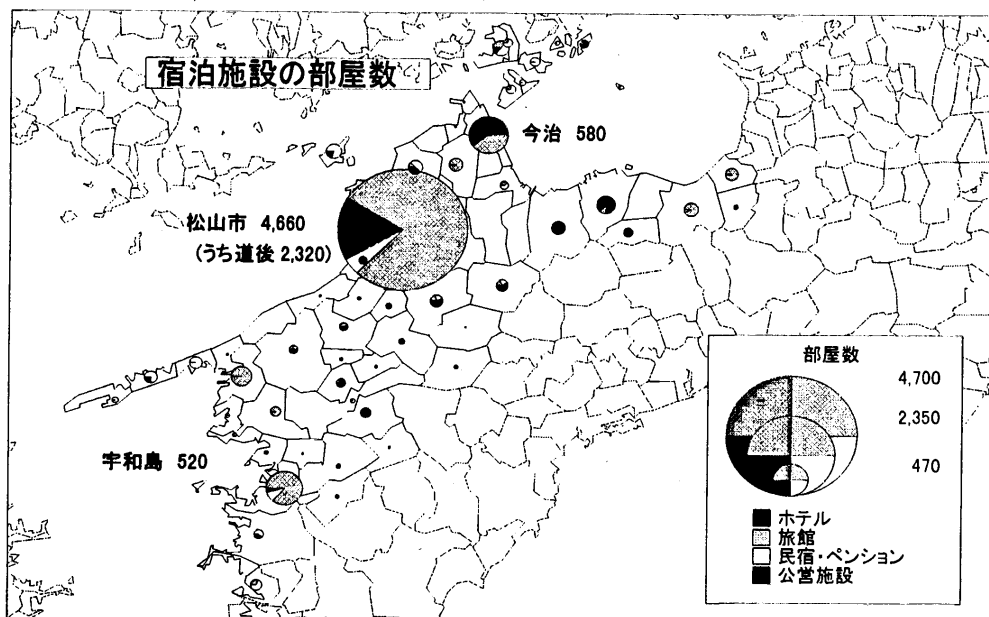 宿泊施設の部屋数
今治 580
松山市 4,660
(うち道後 2,320)
宇和島 520
部屋数
4,700
2,350
470
ホテル
旅館
民宿・ペンション
公営施設